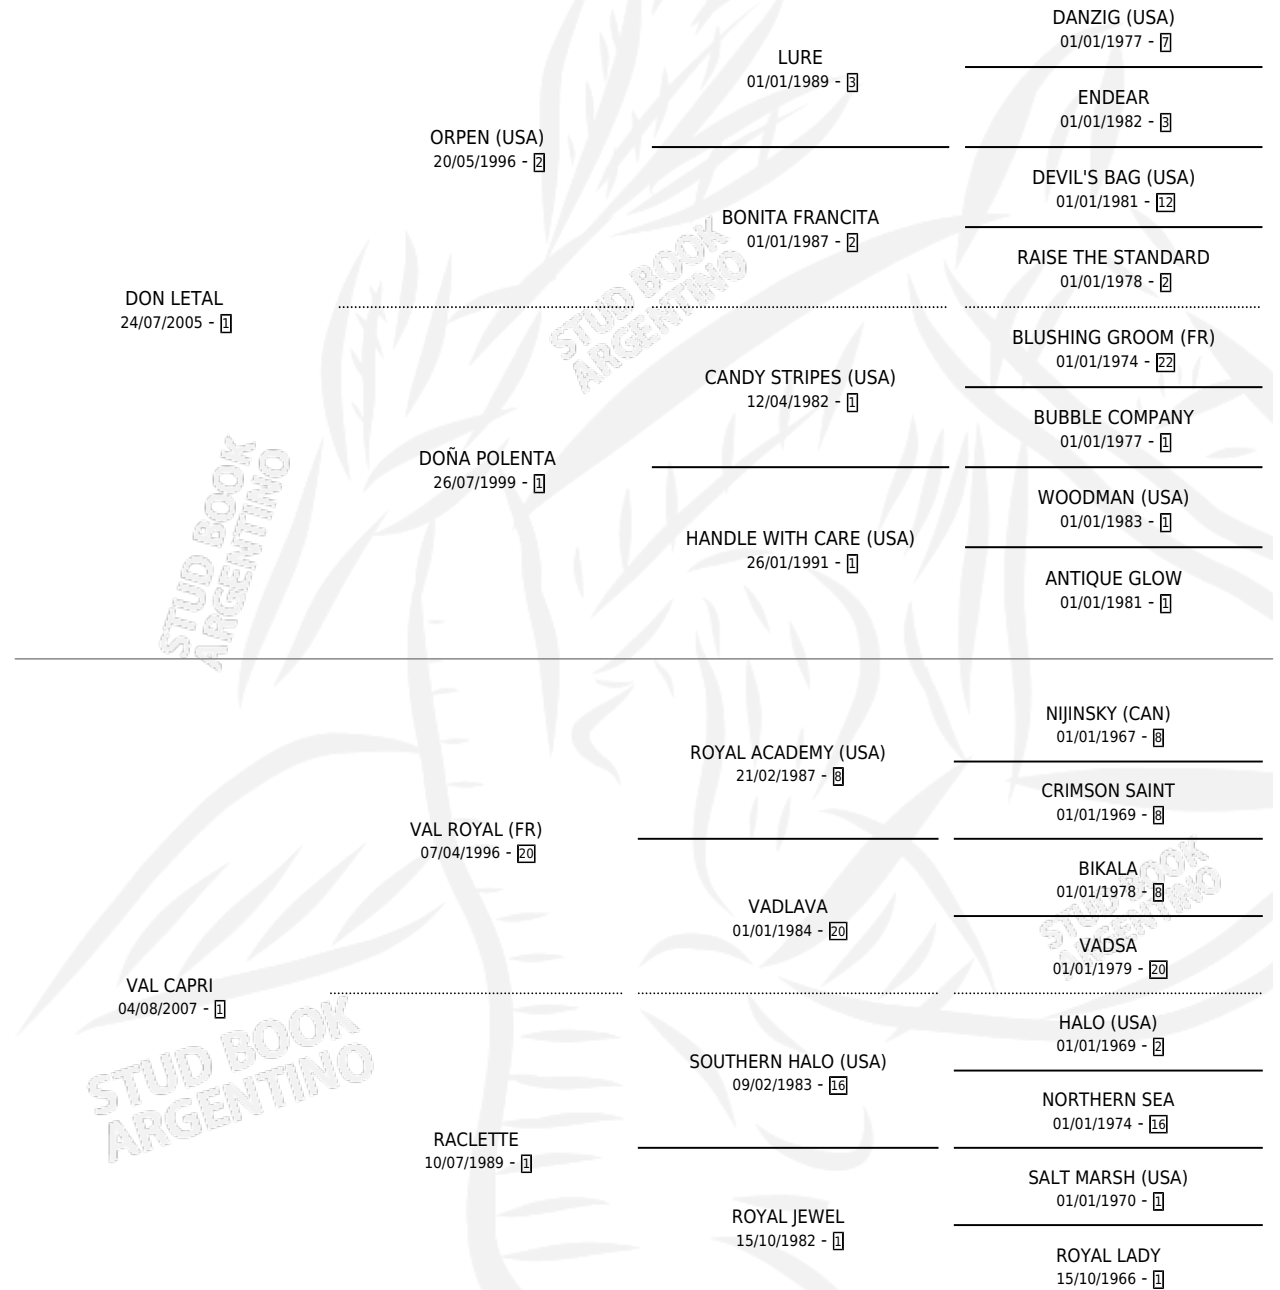 DANZIG (USA)
01/01/1977 - 7
LURE
01/01/1989 - 3
ENDEAR
01/01/1982 - 3
ORPEN (USA)
20/05/1996 - 2
DEVIL'S BAG (USA)
01/01/1981 - 12
BONITA FRANCITA
01/01/1987 - 2
RAISE THE STANDARD
01/01/1978 - 2
DON LETAL
24/07/2005 - 1
BLUSHING GROOM (FR)
01/01/1974 - 22
CANDY STRIPES (USA)
12/04/1982 - 1
BUBBLE COMPANY
01/01/1977 - 1
DOÑA POLENTA
26/07/1999 - 1
WOODMAN (USA)
01/01/1983 - 1
HANDLE WITH CARE (USA)
26/01/1991 - 1
ANTIQUE GLOW
01/01/1981 - 1
NIJINSKY (CAN)
01/01/1967 - 8
ROYAL ACADEMY (USA)
21/02/1987 - 8
CRIMSON SAINT
01/01/1969 - 8
VAL ROYAL (FR)
07/04/1996 - 20
BIKALA
01/01/1978 - 8
VADLAVA
01/01/1984 - 20
VADSA
01/01/1979 - 20
VAL CAPRI
04/08/2007 - 1
HALO (USA)
01/01/1969 - 2
SOUTHERN HALO (USA)
09/02/1983 - 16
NORTHERN SEA
01/01/1974 - 16
RACLETTE
10/07/1989 - 1
SALT MARSH (USA)
01/01/1970 - 1
ROYAL JEWEL
15/10/1982 - 1
ROYAL LADY
15/10/1966 - 1
STUD BOOK
ARGENTINO
STUD BOOK
ARGENTINO
STUD BOOK
ARGENTINO
STUD BOOK
ARGENTINO